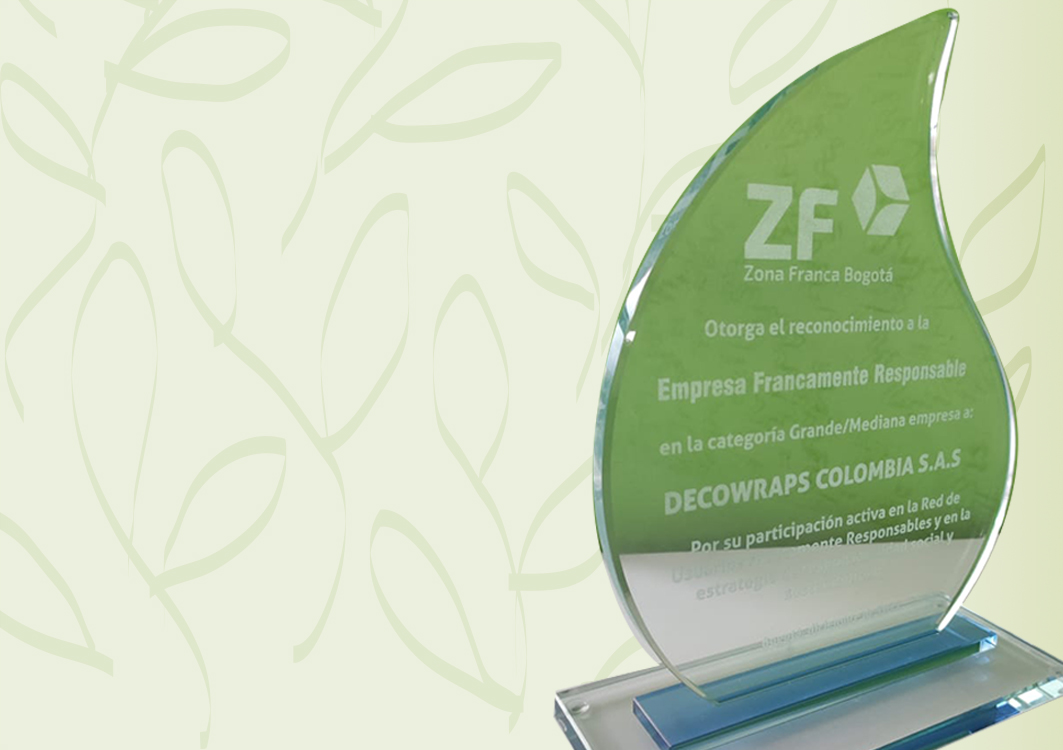 ZF
Zona Franca Bogotá
Otorga el reconocimiento a la
Empresa Francamente Responsable
en la categoría Grande/Mediana empresa a:
DECOWRAPS COLOMBIA S.A.S
Por su participación activa en la Red de
Responsables y en la
social y